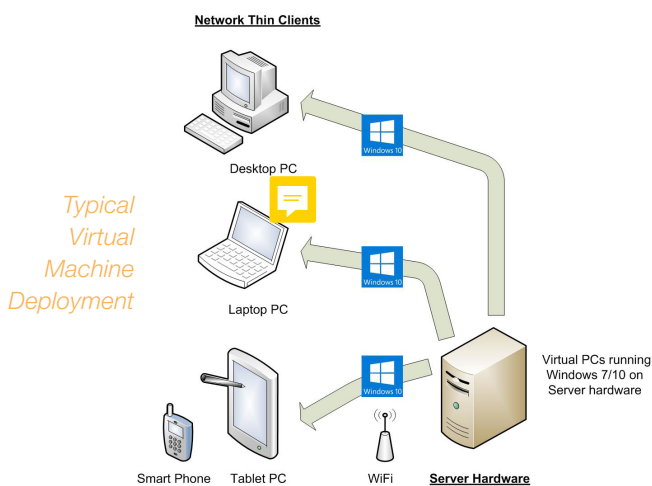 Network Thin Clients
Windows 10
Desktop PC
Typical
Virtual
Machine
Deployment
Windows 10
Laptop PC
Virtual PCs running
Windows 7/10 on
Server hardware
Windows 10
Smart Phone
Tablet PC
WiFi
Server Hardware